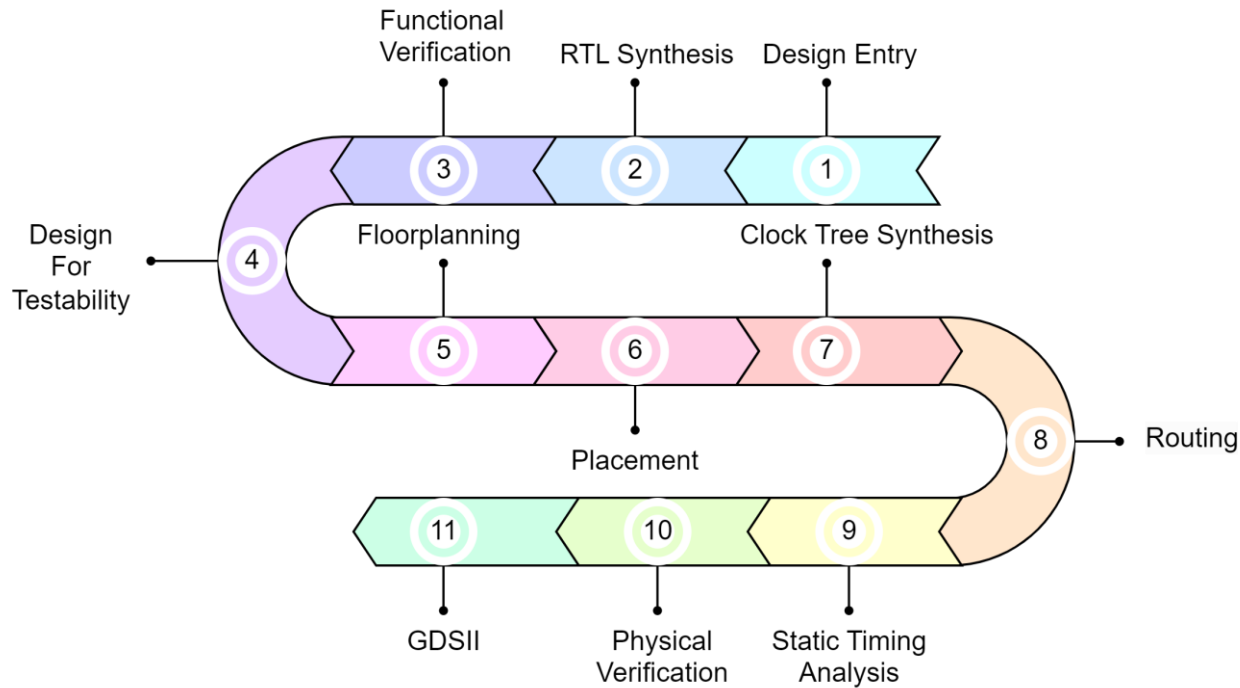 Functional
Verification
RTL Synthesis
Design Entry
3
2
1
Design
For
Testability
4
Floorplanning
Clock Tree Synthesis
5
6
7
Placement
8
Routing
11
10
9
GDSII
Physical
Verification
Static Timing
Analysis